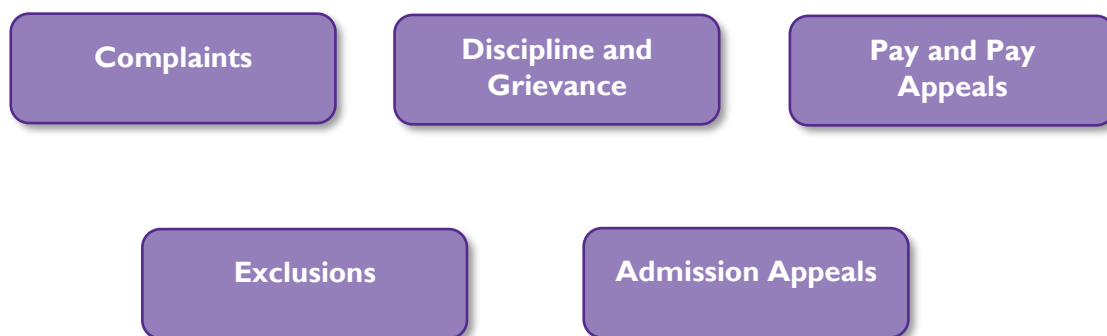 Complaints
Discipline and
Grievance
Pay and Pay
Appeals
Exclusions
Admission Appeals